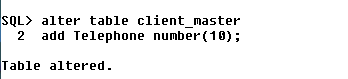 SQL> alter table client_master
  2  add Telephone number(10);
Table altered.